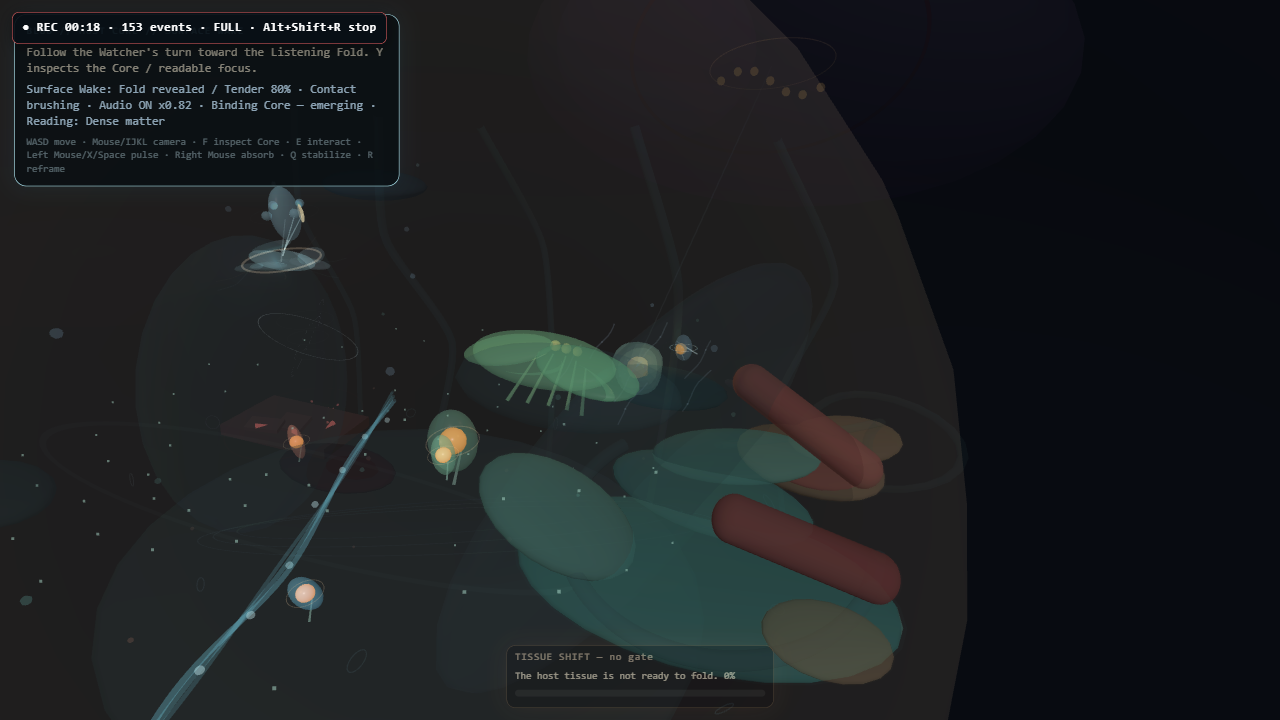 ● REC 00:18 · 153 events · FULL · Alt+Shift+R stop
Follow the Watcher's turn toward the Listening Fold. Y
inspects the Core / readable focus.
Surface Wake: Fold revealed / Tender 80% · Contact
brushing · Audio ON x0.82 · Binding Core — emerging ·
Reading: Dense matter
WASD move · Mouse/IJKL camera · F inspect Core · E interact ·
Left Mouse/X/Space pulse · Right Mouse absorb · Q stabilize · R
reframe
TISSUE SHIFT — no gate
The host tissue is not ready to fold. 0%